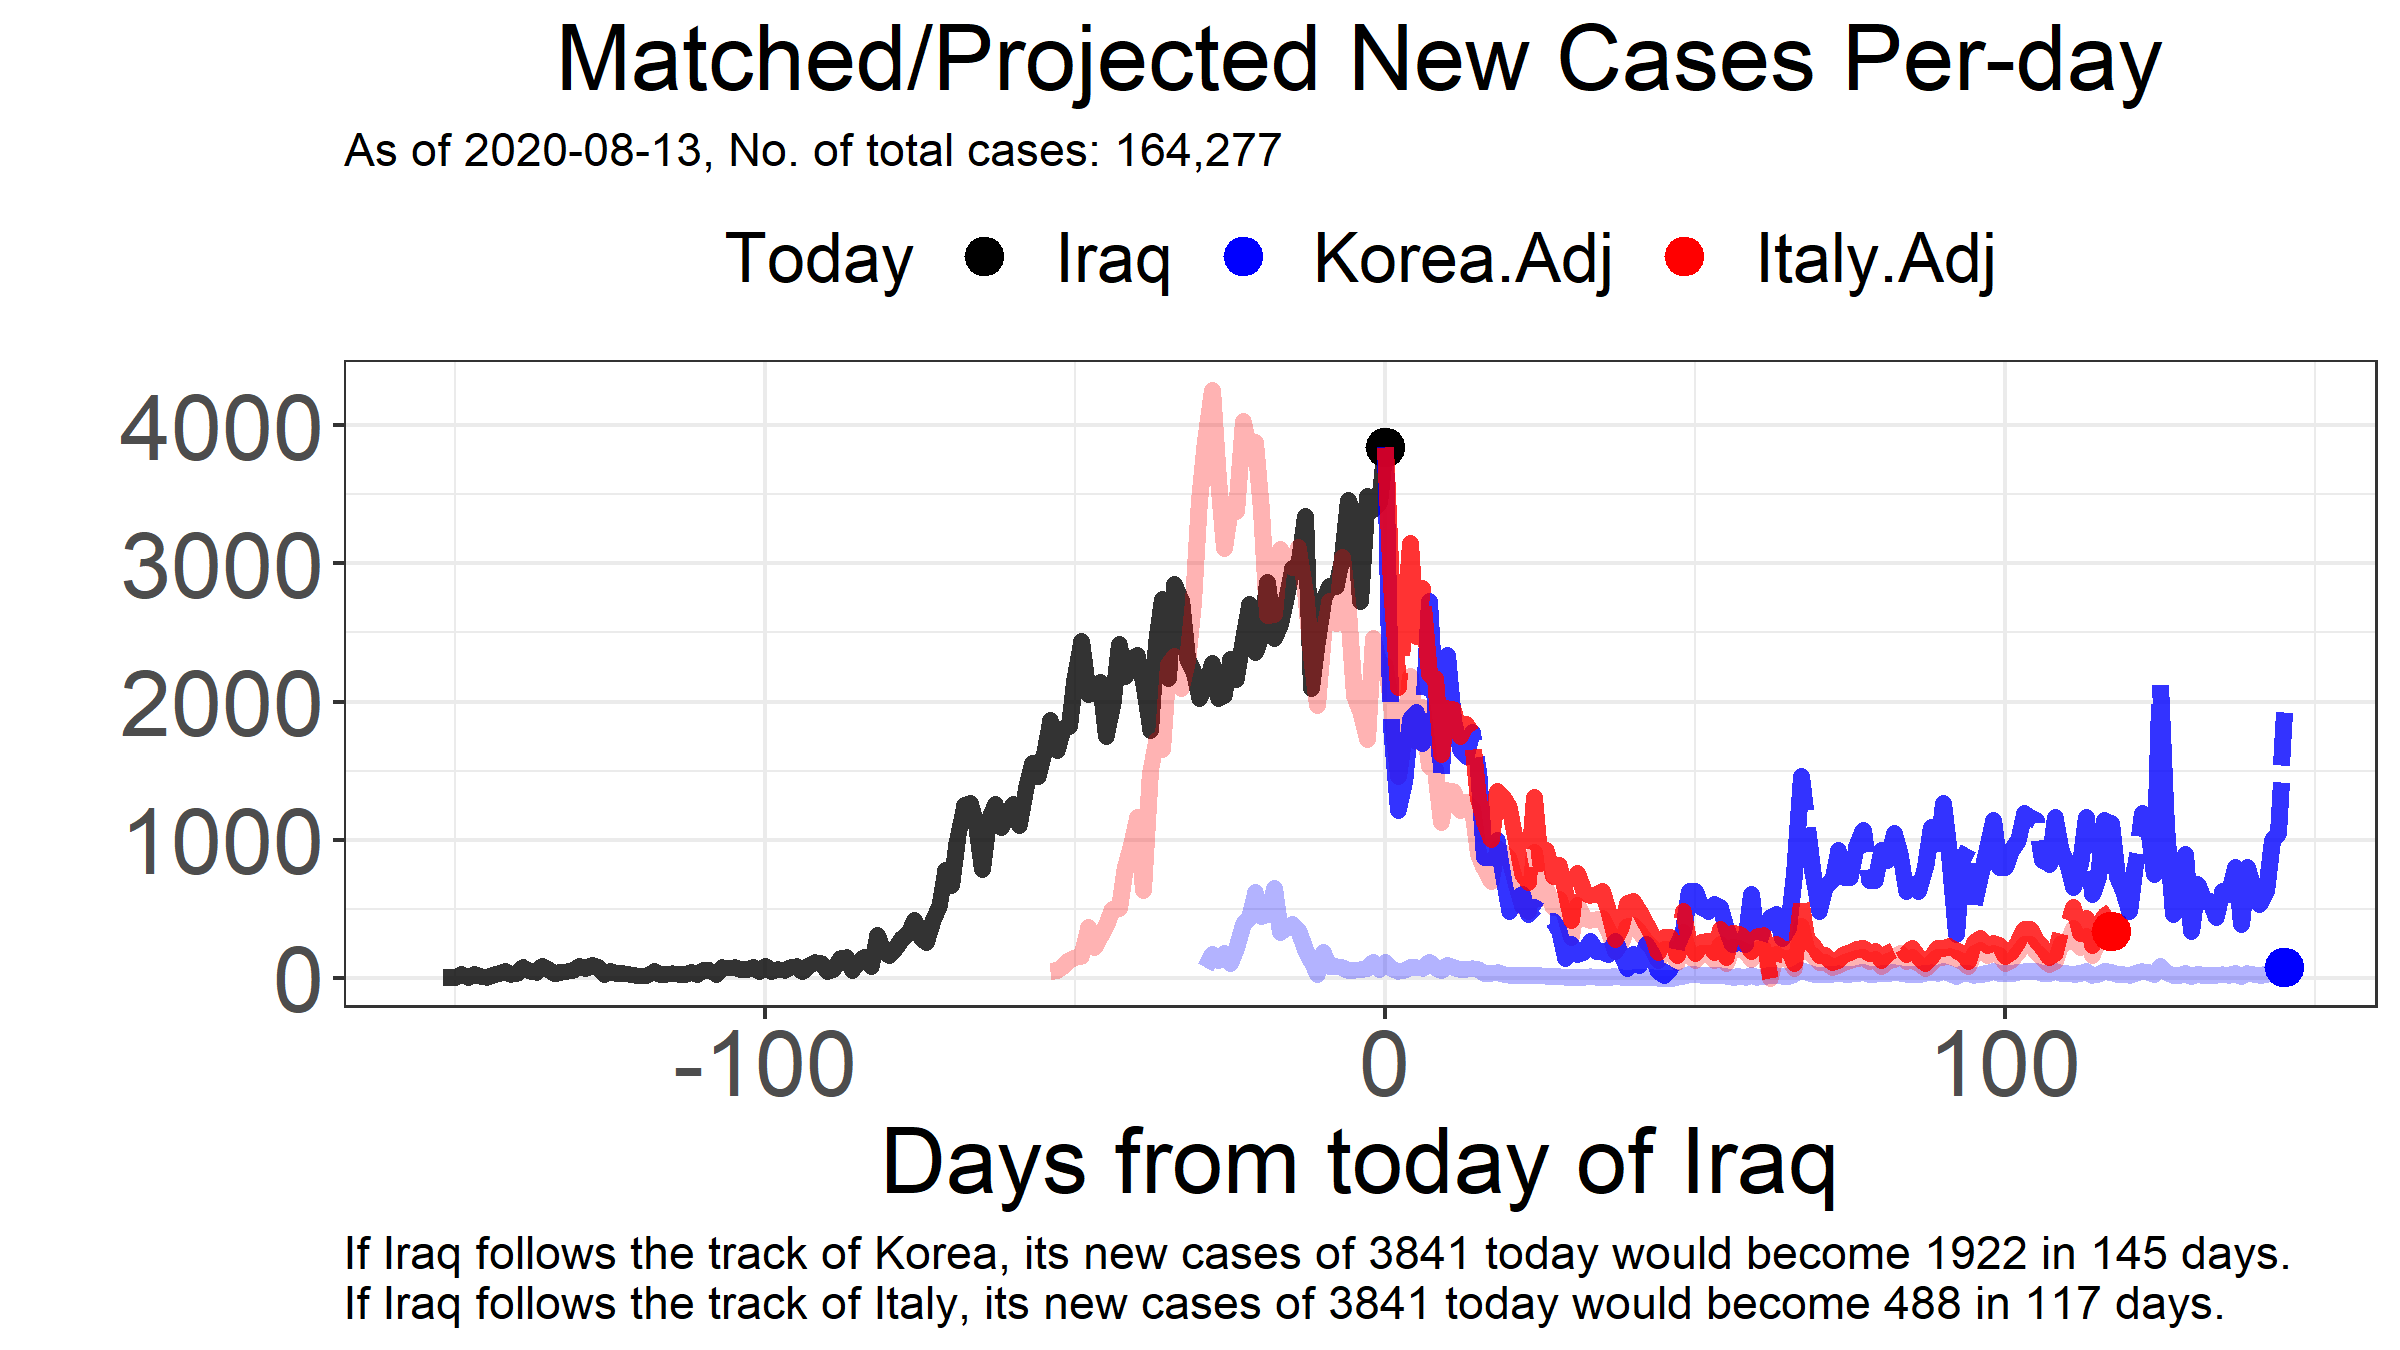 Matched/Projected New Cases Per-day
As of 2020-08-13, No. of total cases: 164,277
Today Iraq Korea.Adj Italy.Adj
4000
3000
2000
1000
0
-100 0 100
Days from today of Iraq
If Iraq follows the track of Korea, its new cases of 3841 today would become 1922 in 145 days.
If Iraq follows the track of Italy, its new cases of 3841 today would become 488 in 117 days.